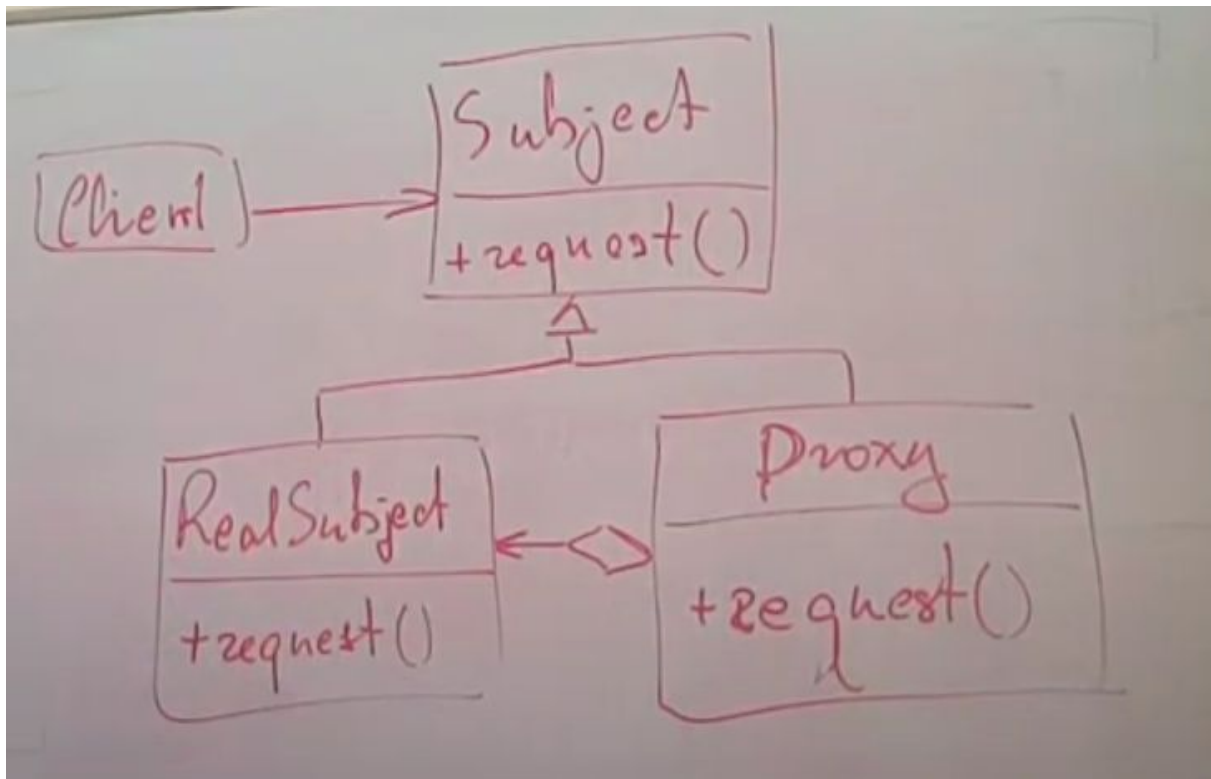 Subject
Client
+request()
RealSubject
Proxy
+request()
+request()